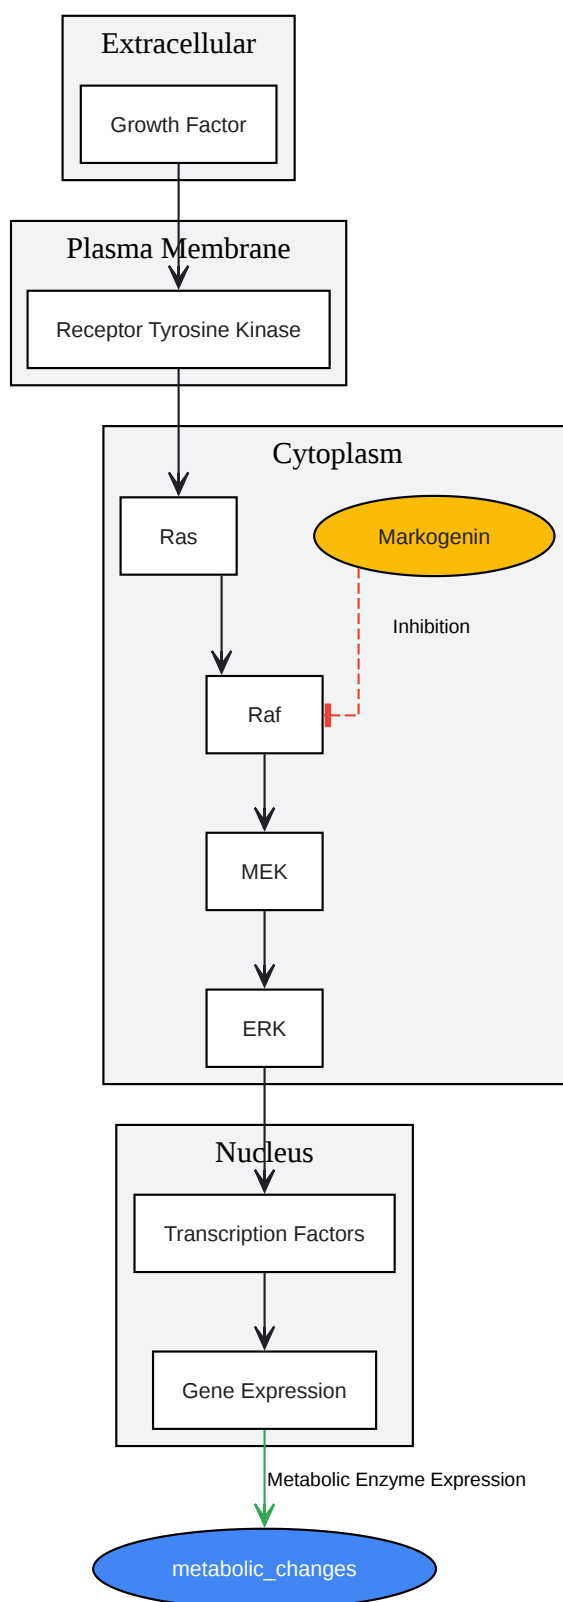 Extracellular
Growth Factor
Plasma Membrane
Receptor Tyrosine Kinase
Cytoplasm
Ras
Markogenin
Inhibition
Raf
MEK
ERK
Nucleus
Transcription Factors
Gene Expression
Metabolic Enzyme Expression
metabolic_changes